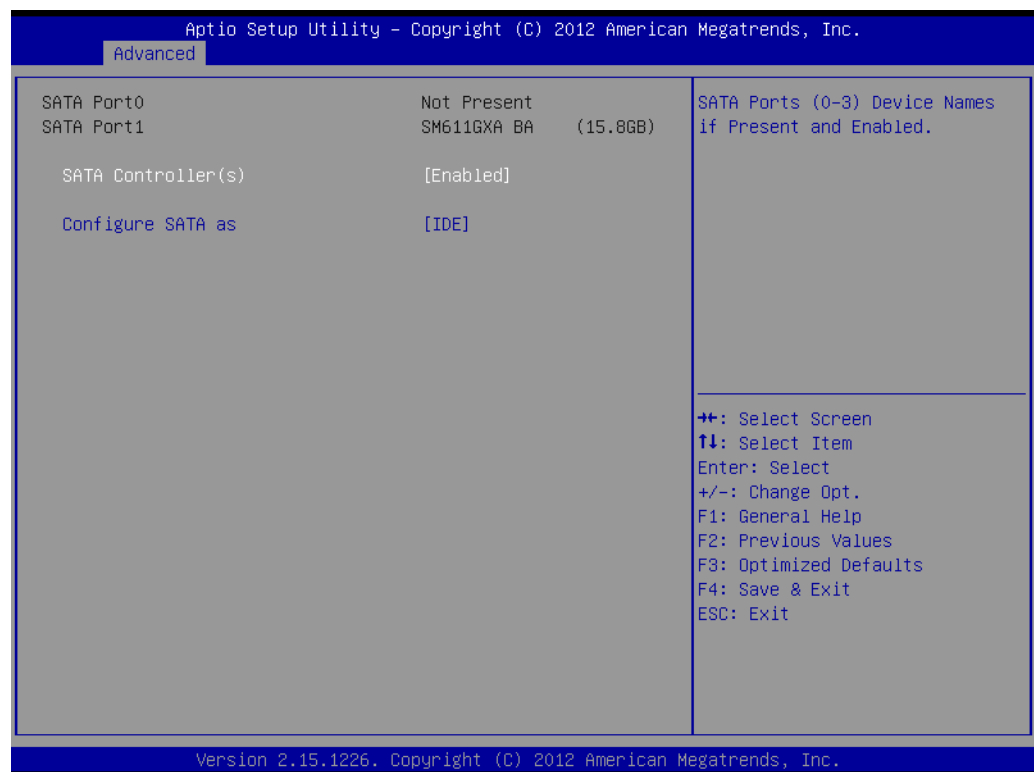 Aptio Setup Utility – Copyright (C) 2012 American Megatrends, Inc.
Advanced
SATA Port0 Not Present
SATA Port1 SM611GXA BA (15.8GB)
SATA Controller(s) [Enabled]
Configure SATA as [IDE]
SATA Ports (0-3) Device Names
if Present and Enabled.
→←: Select Screen
↑↓: Select Item
Enter: Select
+/-: Change Opt.
F1: General Help
F2: Previous Values
F3: Optimized Defaults
F4: Save & Exit
ESC: Exit
Version 2.15.1226. Copyright (C) 2012 American Megatrends, Inc.